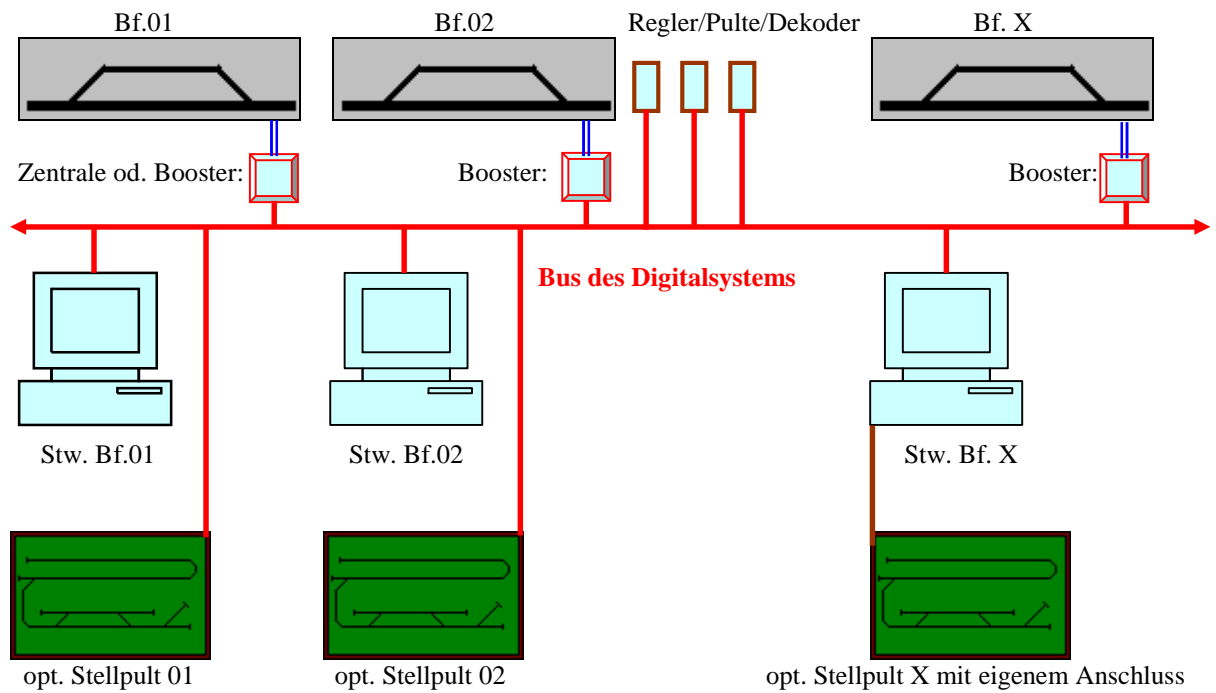 Bf.01
Bf.02
Regler/Pulte/Dekoder
Bf. X
Zentrale od. Booster:
Booster:
Booster:
Bus des Digitalsystems
Stw. Bf.01
Stw. Bf.02
Stw. Bf. X
opt. Stellpult 01
opt. Stellpult 02
opt. Stellpult X mit eigenem Anschluss